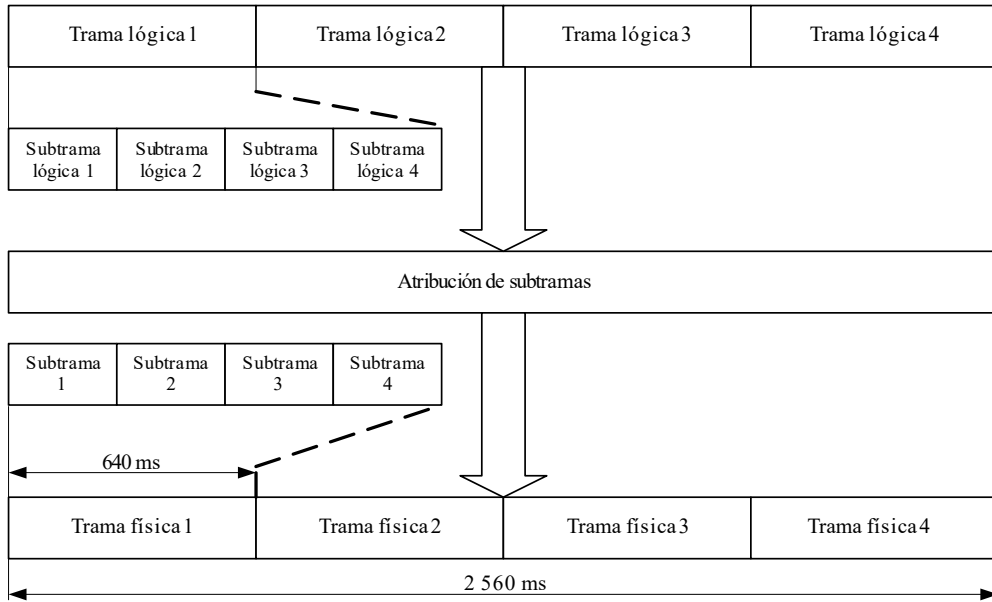 Trama lógica 1
Trama lógica 2
Trama lógica 3
Trama lógica 4
Subtrama
lógica 1
Subtrama
lógica 2
Subtrama
lógica 3
Subtrama
lógica 4
Atribución de subtramas
Subtrama
1
Subtrama
2
Subtrama
3
Subtrama
4
640 ms
Trama física 1
Trama física 2
Trama física 3
Trama física 4
2 560 ms